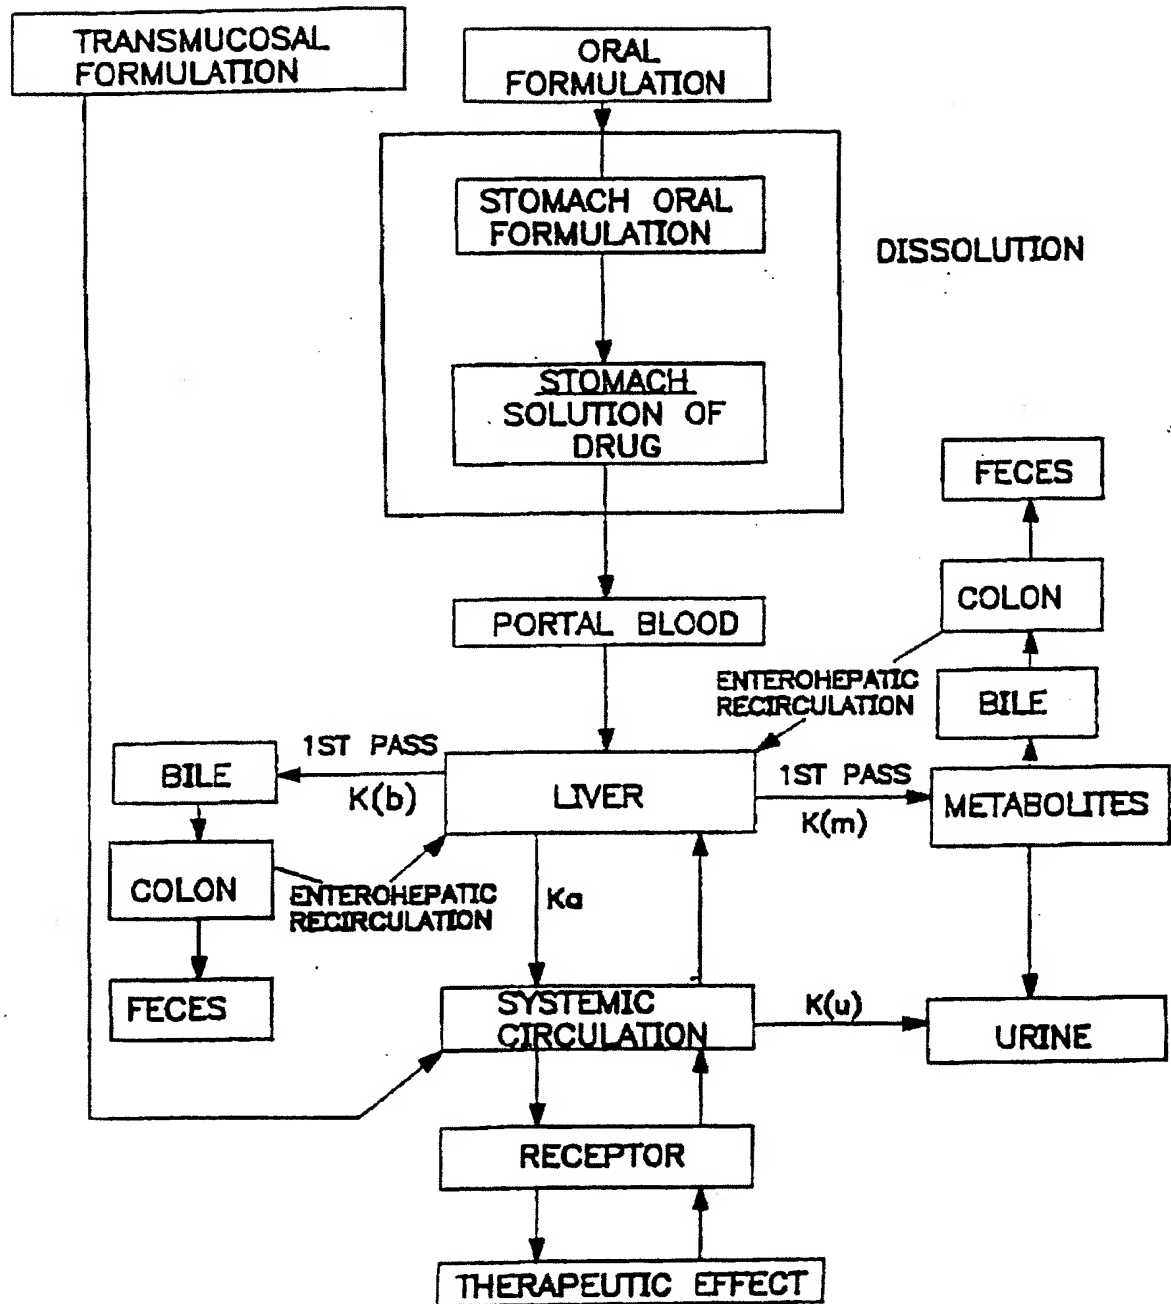 TRANSMUCOSAL
FORMULATION
ORAL
FORMULATION
STOMACH ORAL
FORMULATION
DISSOLUTION
STOMACH
SOLUTION OF
DRUG
FECES
COLON
PORTAL BLOOD
ENTEROHEPATIC
RECIRCULATION
BILE
1ST PASS
BILE
K(b)
LIVER
1ST PASS
K(m)
METABOLITES
COLON
ENTEROHEPATIC
RECIRCULATION
Ka
FECES
SYSTEMIC
CIRCULATION
K(u)
URINE
RECEPTOR
THERAPEUTIC EFFECT